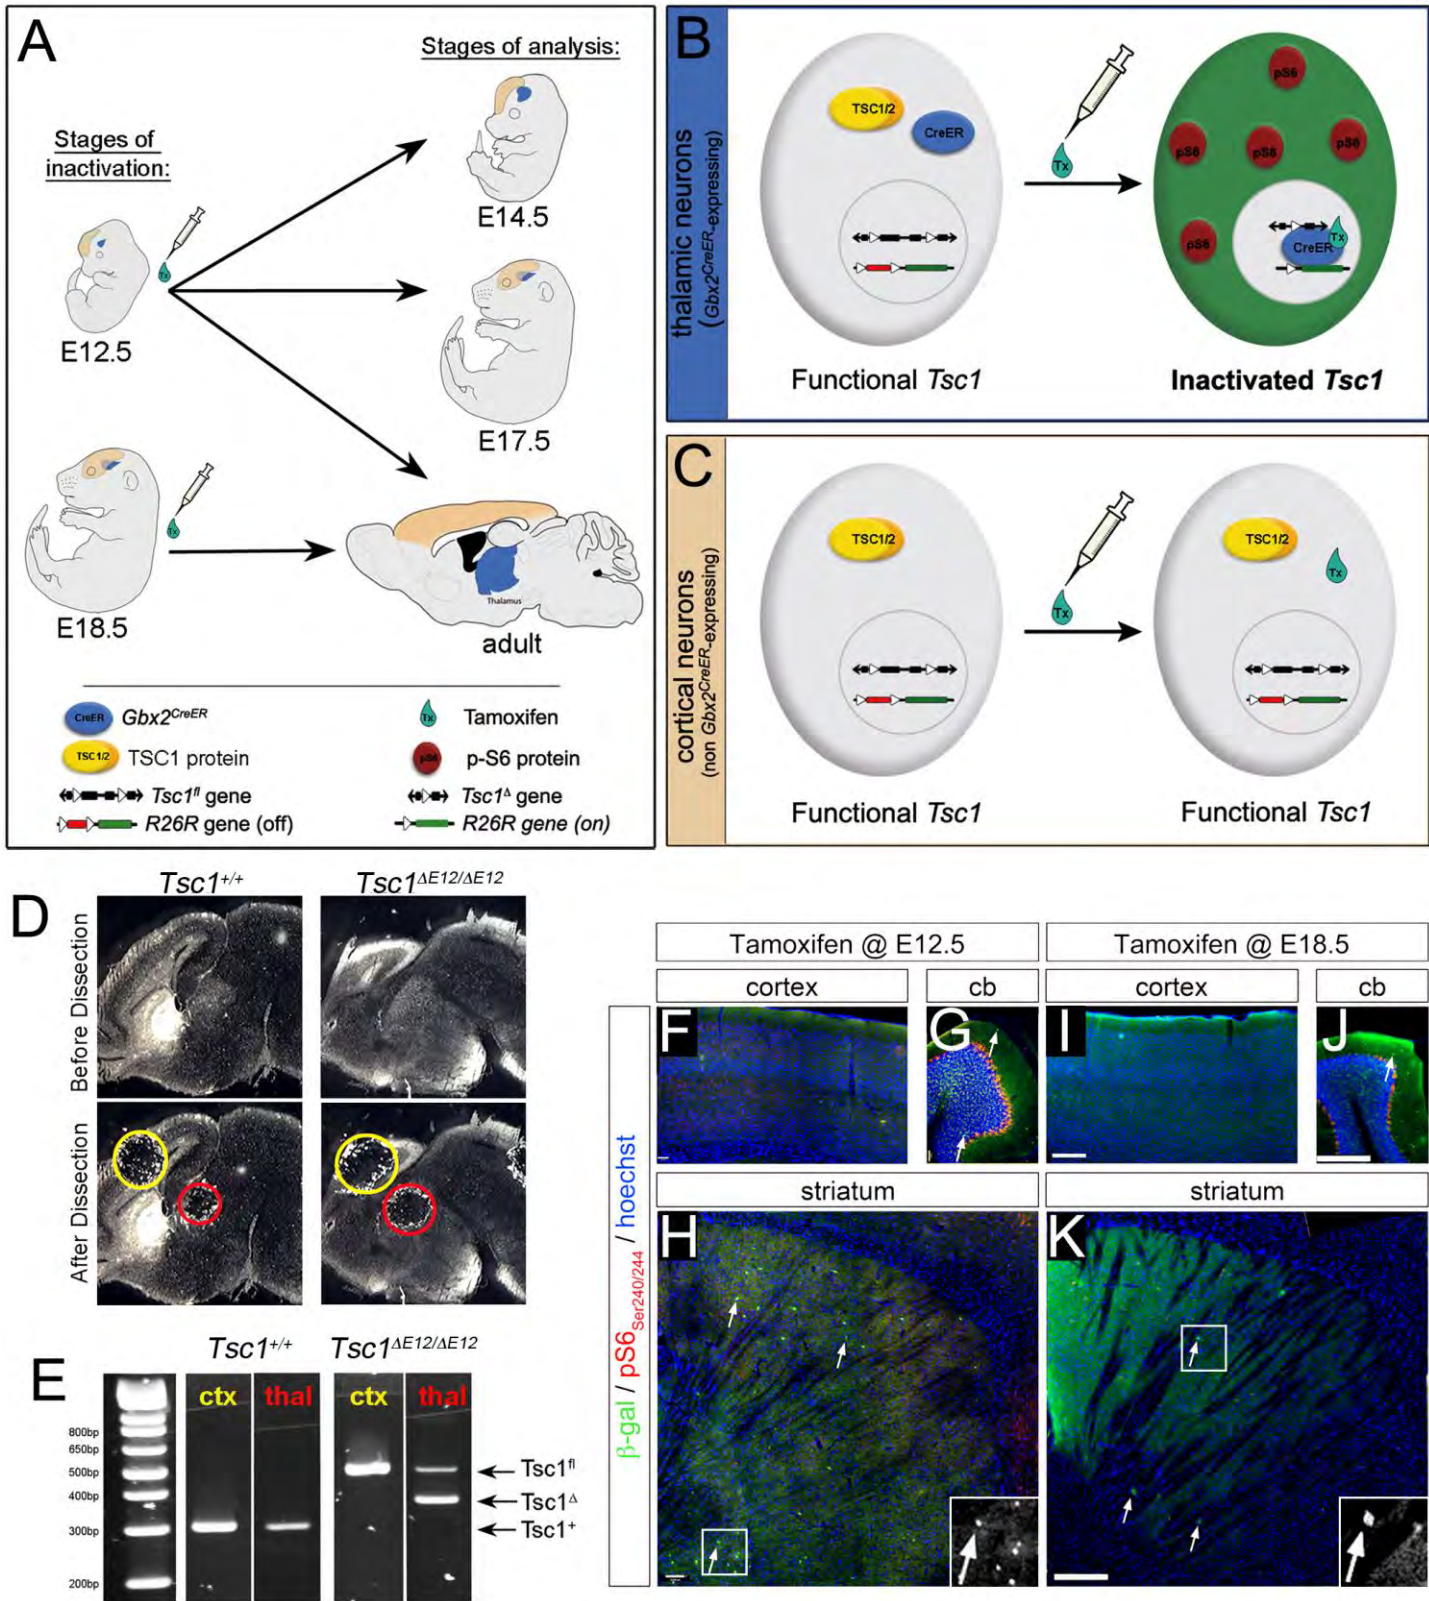 A
Stages of analysis:
Stages of
inactivation:
Tx
E12.5
E14.5
E17.5
Tx
E18.5
Thalamus
adult
CreER Gbx2CreER
Tx Tamoxifen
TSC1/2 TSC1 protein
pS6 p-S6 protein
Tsc1fl gene
Tsc1Δ gene
R26R gene (off)
R26R gene (on)
B
thalamic neurons
(Gbx2CreER-expressing)
TSC1/2
CreER
Tx
pS6
pS6
pS6
pS6
pS6
Tx
CreER
Functional Tsc1
Inactivated Tsc1
C
cortical neurons
(non Gbx2CreER-expressing)
TSC1/2
Tx
TSC1/2
Tx
Functional Tsc1
Functional Tsc1
D
Tsc1+/+
Tsc1ΔE12/ΔE12
Before Dissection
After Dissection
E
Tsc1+/+
Tsc1ΔE12/ΔE12
ctx
thal
ctx
thal
800bp
650bp
500bp
400bp
300bp
200bp
Tsc1fl
Tsc1Δ
Tsc1+
β-gal / pS6Ser240/244 / hoechst
Tamoxifen @ E12.5
Tamoxifen @ E18.5
cortex
cb
cortex
cb
F
G
I
J
striatum
striatum
H
K